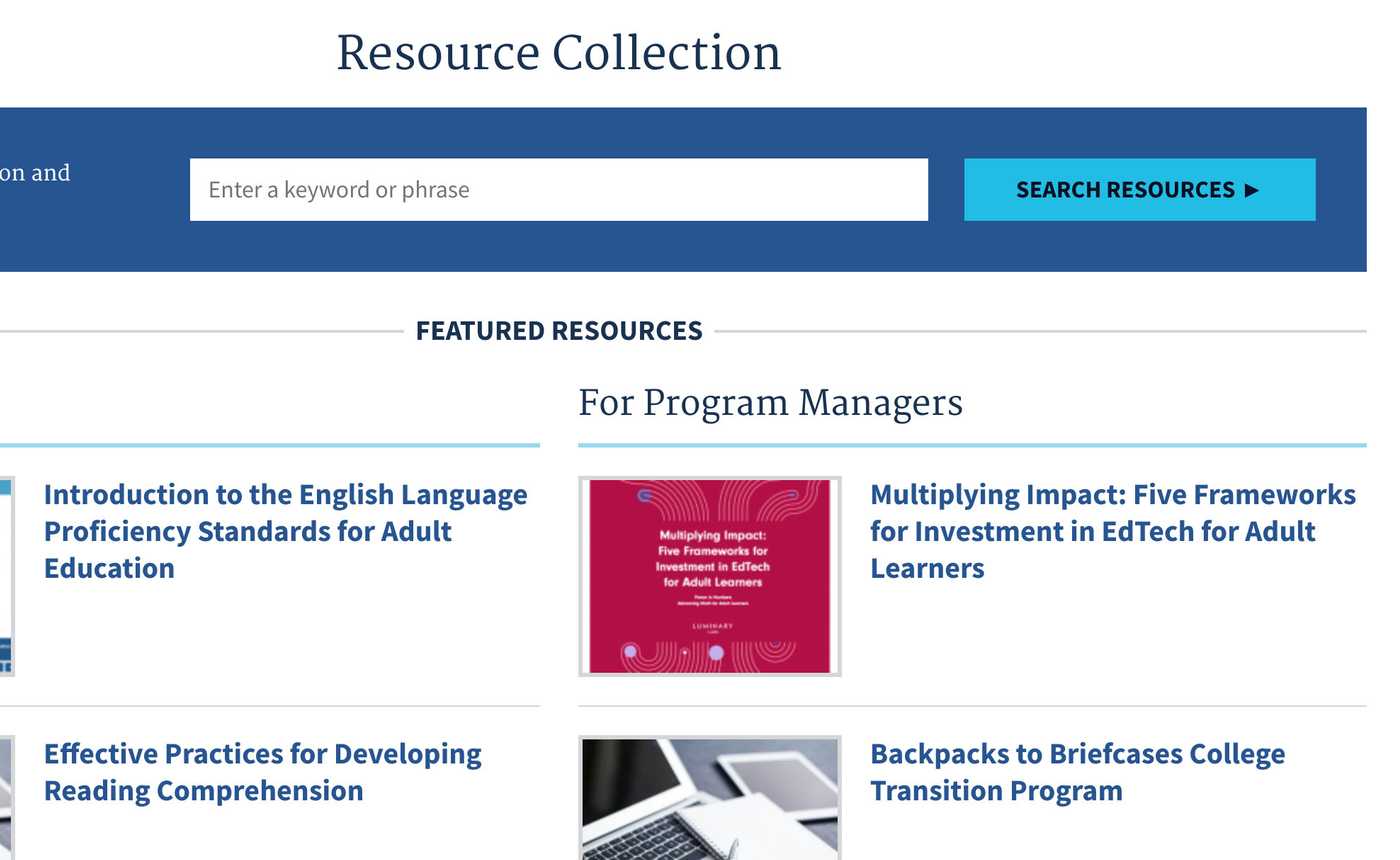 Resource Collection
on and
Enter a keyword or phrase
SEARCH RESOURCES ►
FEATURED RESOURCES
Introduction to the English Language
Proficiency Standards for Adult
Education
Effective Practices for Developing
Reading Comprehension
For Program Managers
Multiplying Impact:
Five Frameworks for
Investment in EdTech
for Adult Learners
Power in Numbers
Advancing Math for Adult Learners
LUMINARY
LABS
Multiplying Impact: Five Frameworks
for Investment in EdTech for Adult
Learners
Backpacks to Briefcases College
Transition Program